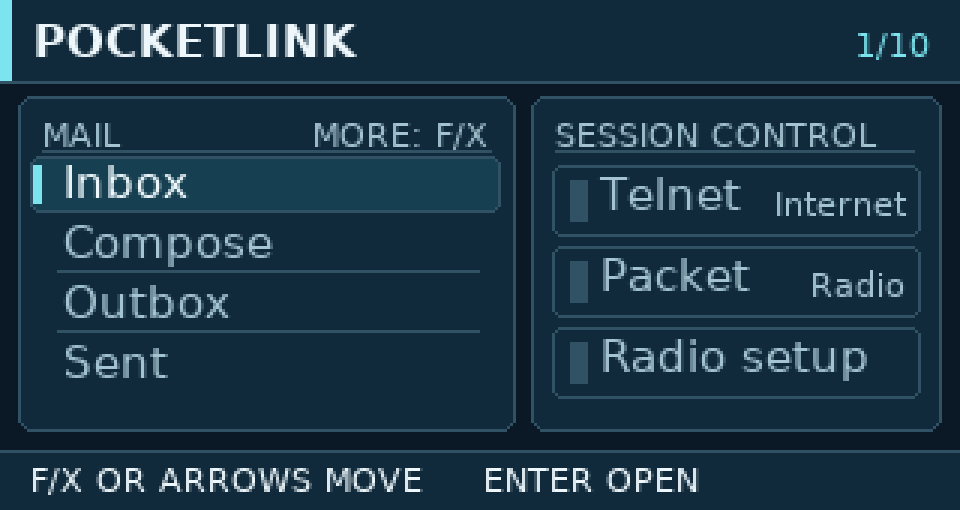 POCKETLINK
1/10
MAIL
MORE: F/X
Inbox
Compose
Outbox
Sent
SESSION CONTROL
Telnet Internet
Packet Radio
Radio setup
F/X OR ARROWS MOVE
ENTER OPEN